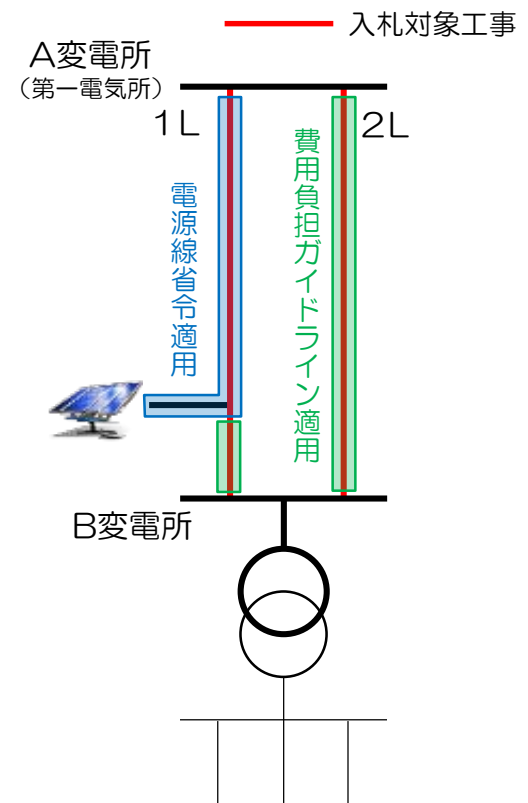 入札対象工事
A変電所
（第一電気所）
1L
2L
電源線省令適用
費用負担ガイドライン適用
B変電所